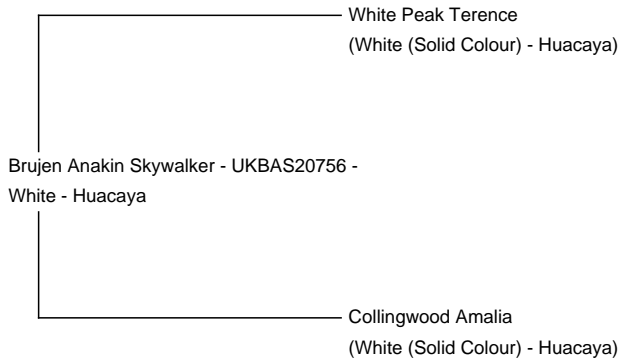 White Peak Terence
(White (Solid Colour) - Huacaya)
Brujen Anakin Skywalker - UKBAS20756 -
White - Huacaya
Collingwood Amalia
(White (Solid Colour) - Huacaya)